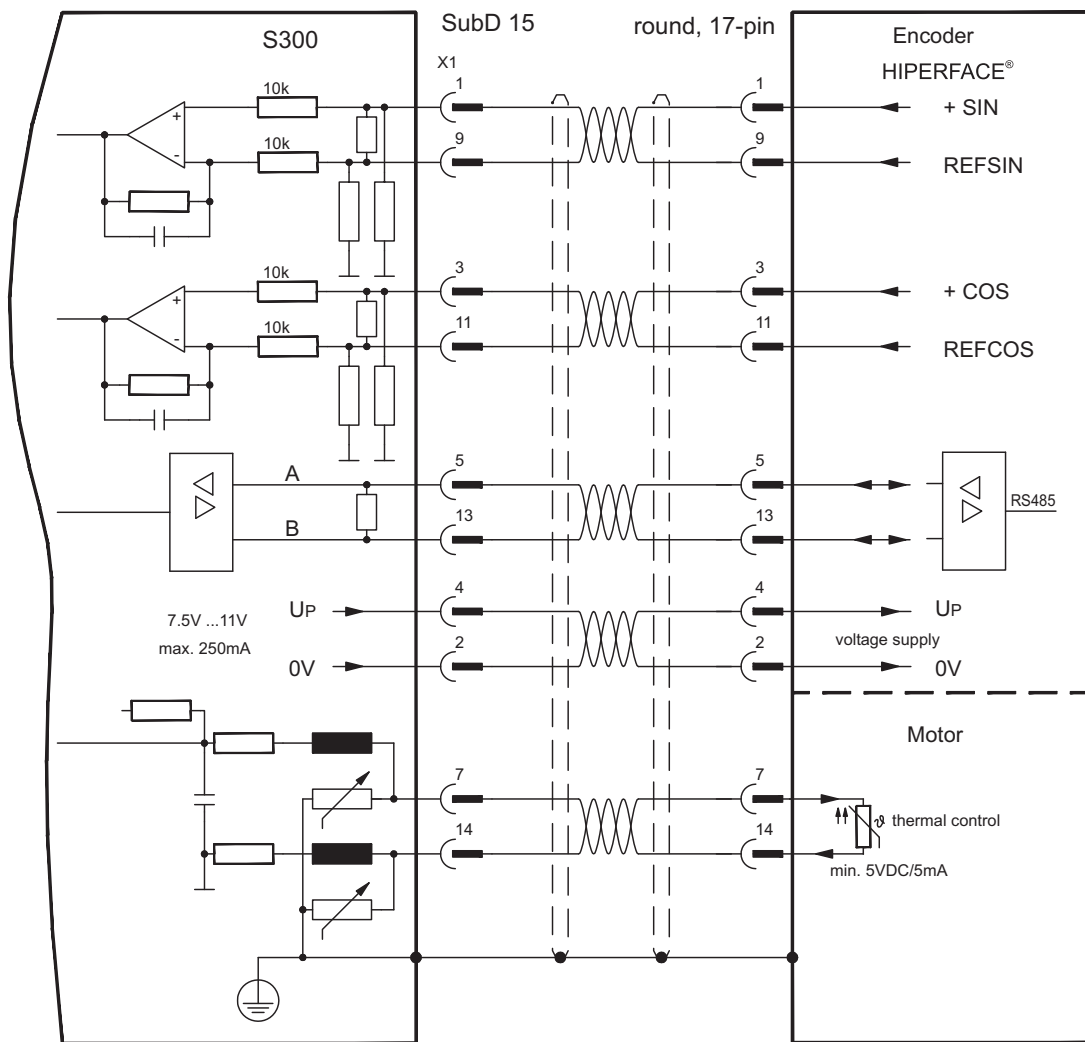 S300
SubD 15
round, 17-pin
Encoder
HIPERFACE®
X1
10k
1
1
+ SIN
+
-
10k
9
9
REFSIN
10k
3
3
+ COS
+
-
10k
11
11
REFCOS
A
5
5
RS485
B
13
13
7.5V ...11V
max. 250mA
UP
4
4
UP
voltage supply
0V
2
2
0V
Motor
7
7
ϑ thermal control
14
14
min. 5VDC/5mA